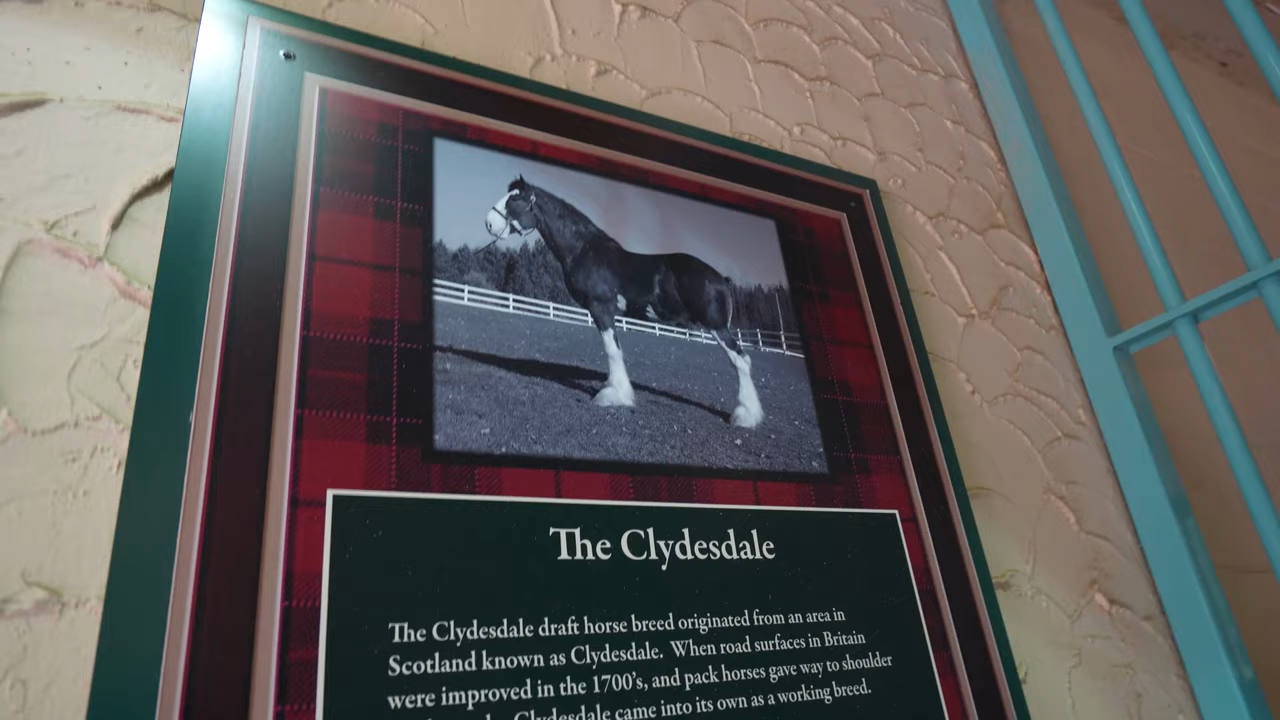 The Clydesdale
The Clydesdale draft horse breed originated from an area in
Scotland known as Clydesdale. When road surfaces in Britain
were improved in the 1700's, and pack horses gave way to shoulder
Clydesdale came into its own as a working breed.